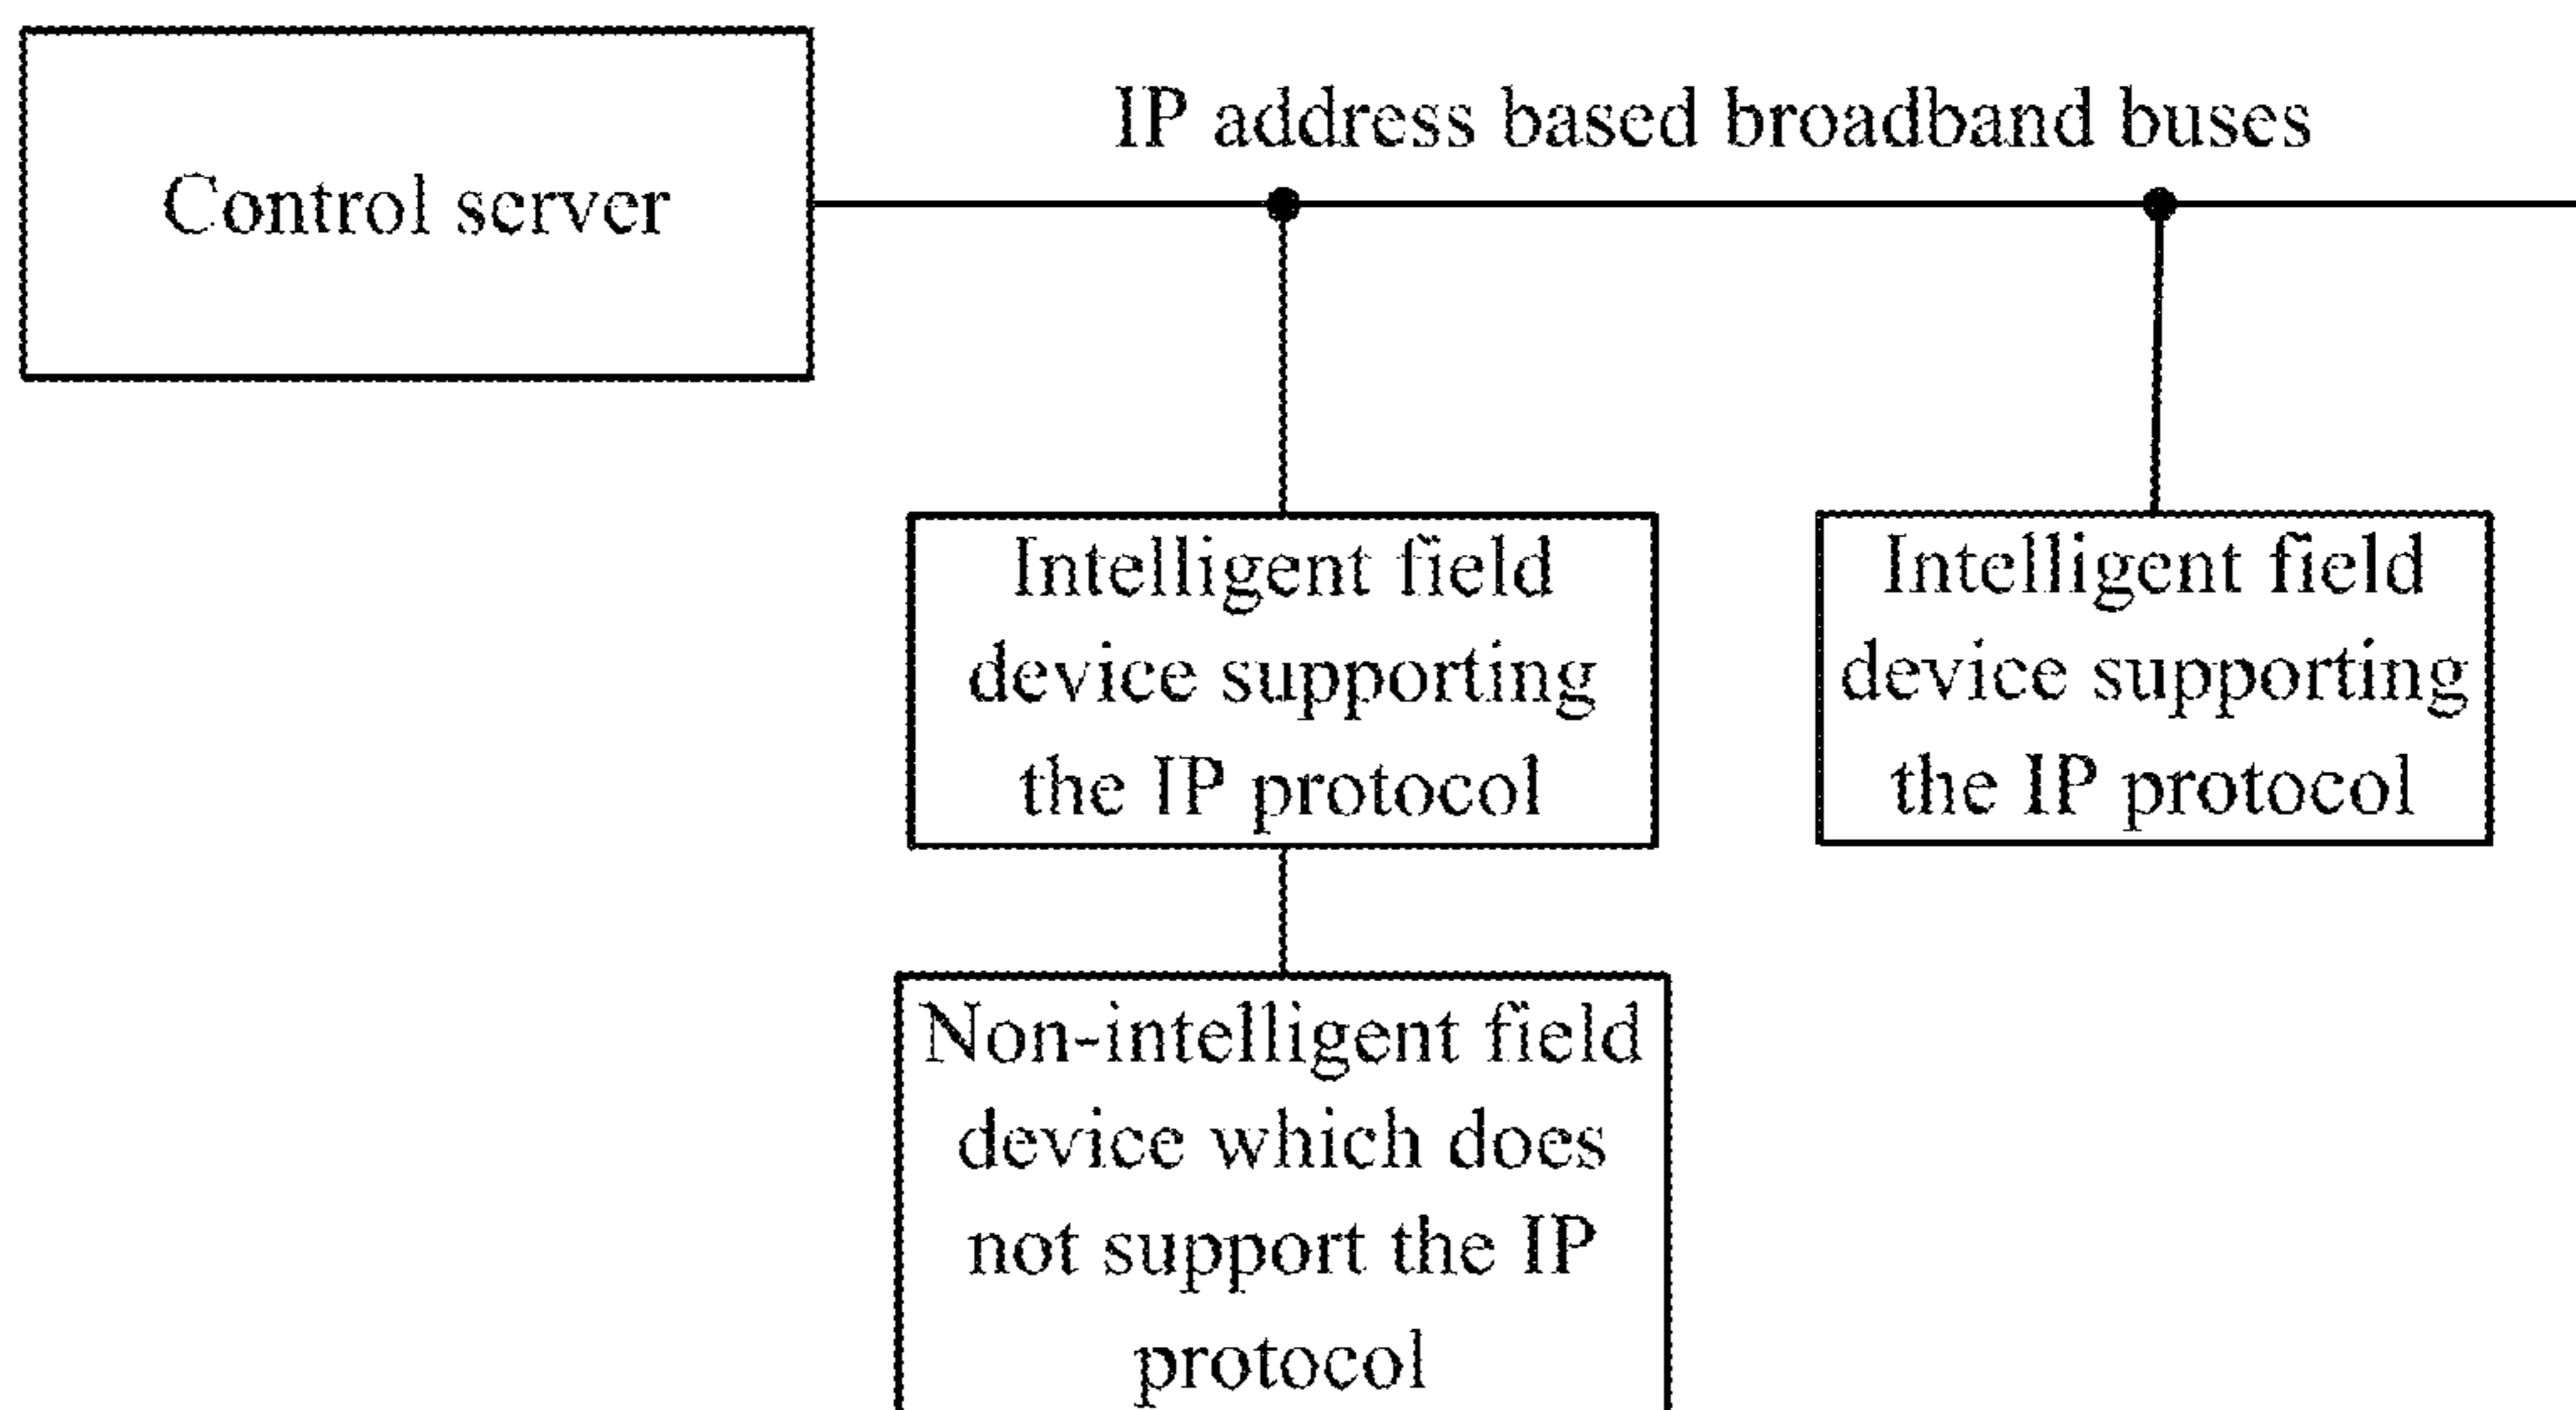 IP address based broadband buses
Control server
Intelligent field
device supporting
the IP protocol
Intelligent field
device supporting
the IP protocol
Non-intelligent field
device which does
not support the IP
protocol